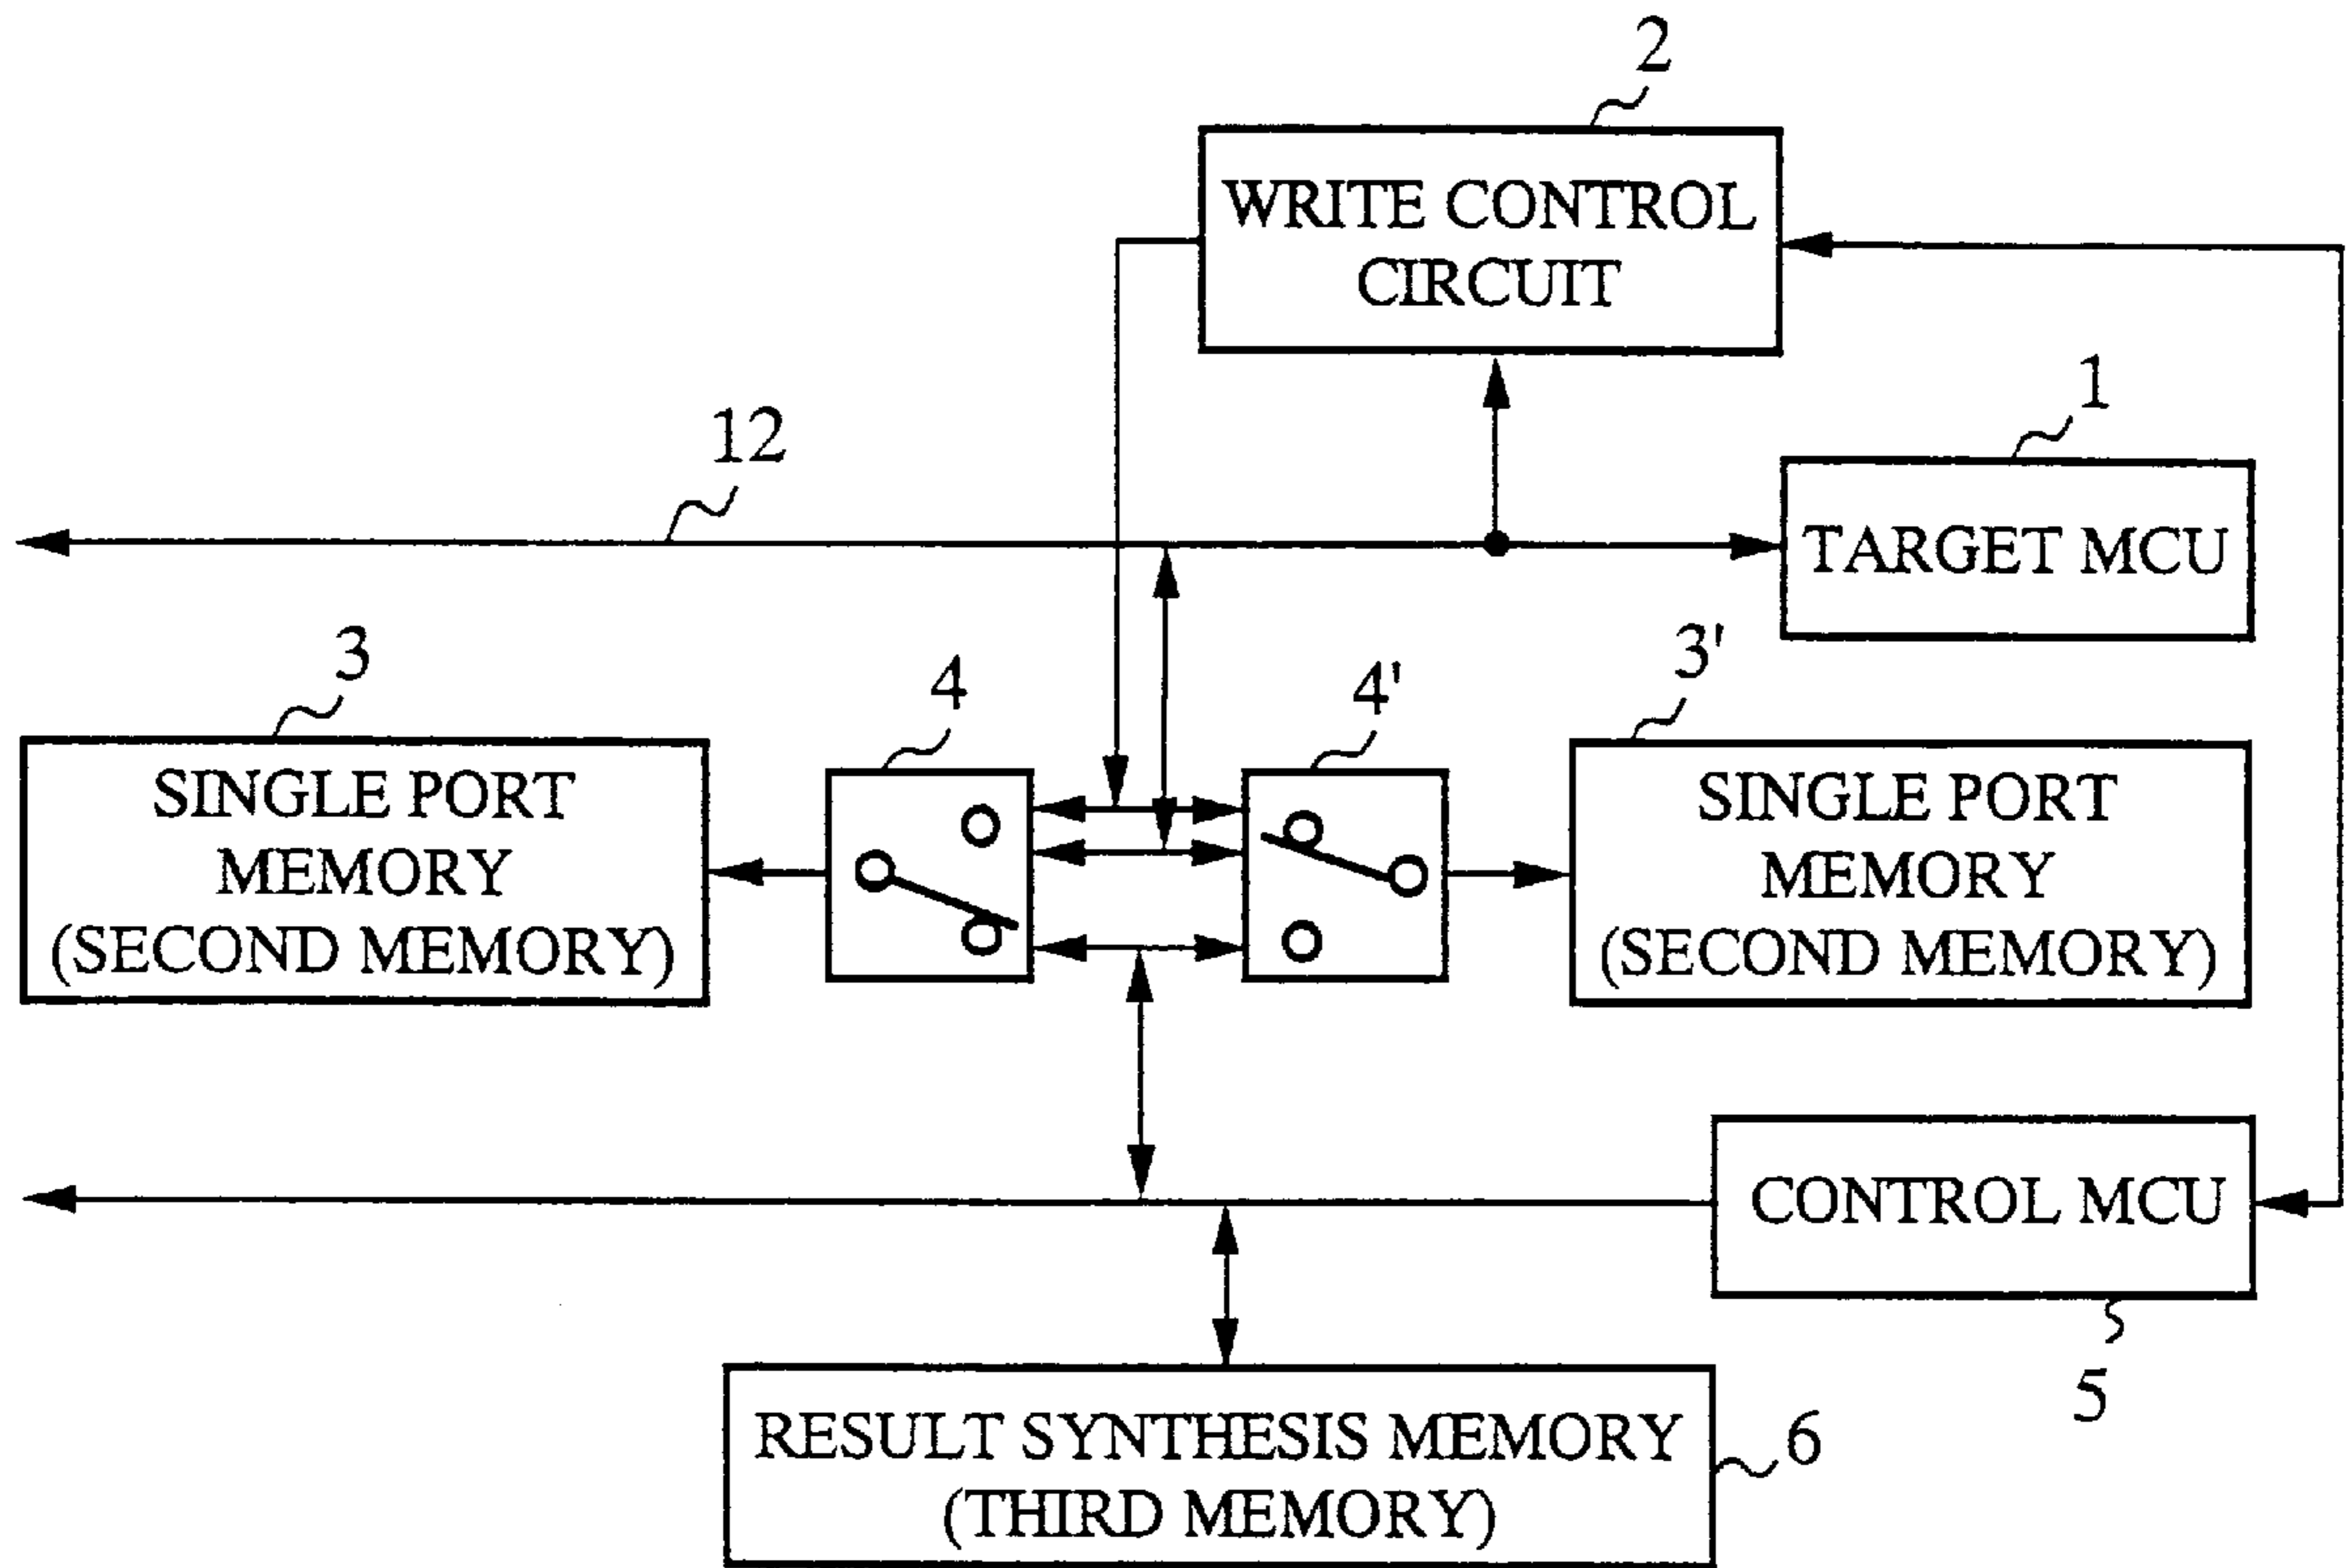 2
WRITE CONTROL
CIRCUIT
1
12
TARGET MCU
3
4
4'
3'
SINGLE PORT
MEMORY
(SECOND MEMORY)
SINGLE PORT
MEMORY
(SECOND MEMORY)
CONTROL MCU
5
RESULT SYNTHESIS MEMORY
(THIRD MEMORY)
6